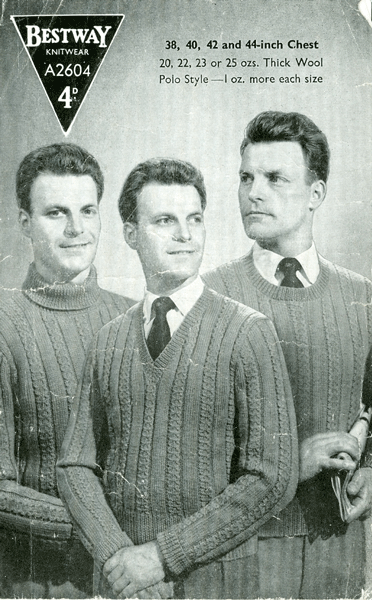 BESTWAY
KNITWEAR
A2604
4D.
38, 40, 42 and 44-inch Chest
20, 22, 23 or 25 ozs. Thick Wool
Polo Style—1 oz. more each size